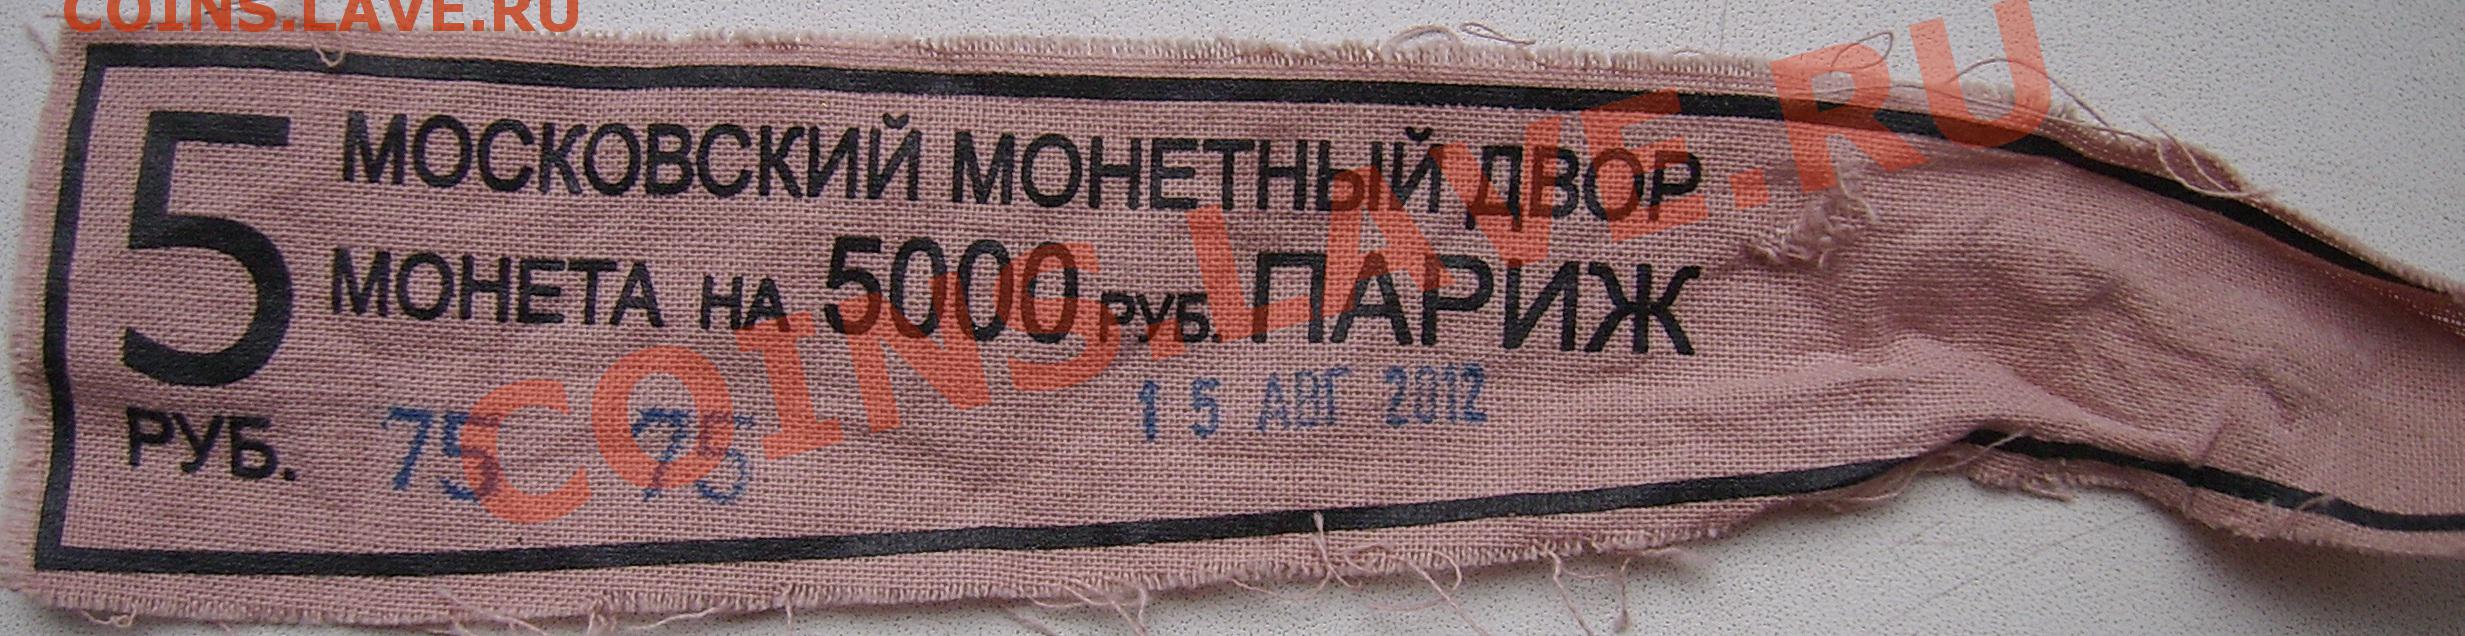 COINS.LAVE.RU
5 МОСКОВСКИЙ МОНЕТНЫЙ ДВОР
МОНЕТА НА 5000 РУБ. ПАРИЖ
РУБ. 75 75 15 АВГ 2012
COINS.LAVE.RU